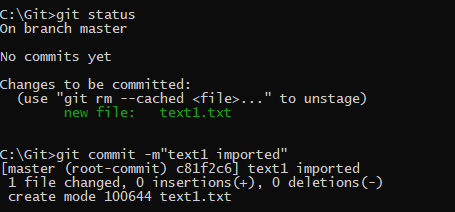 C:\Git>git status
On branch master
No commits yet
Changes to be committed:
  (use "git rm --cached <file>..." to unstage)
        new file:   text1.txt
C:\Git>git commit -m"text1 imported"
[master (root-commit) c81f2c6] text1 imported
 1 file changed, 0 insertions(+), 0 deletions(-)
 create mode 100644 text1.txt